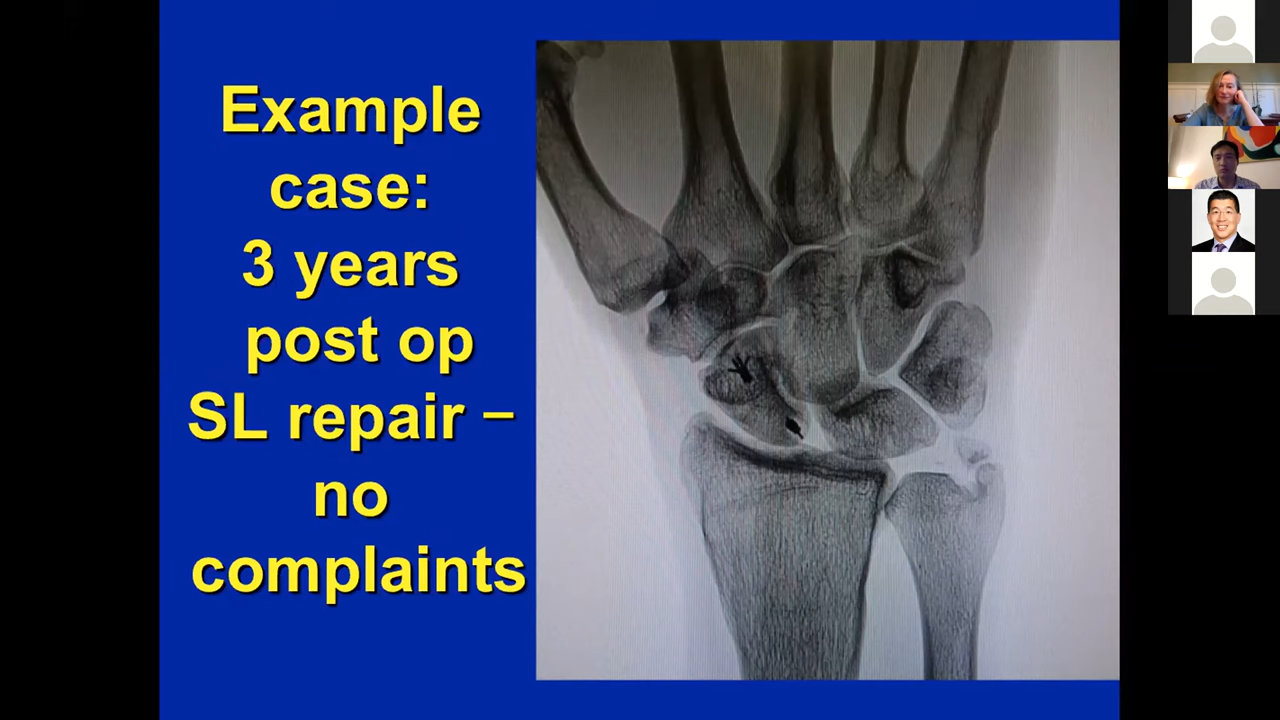 Example
case:
3 years
post op
SL repair –
no
complaints